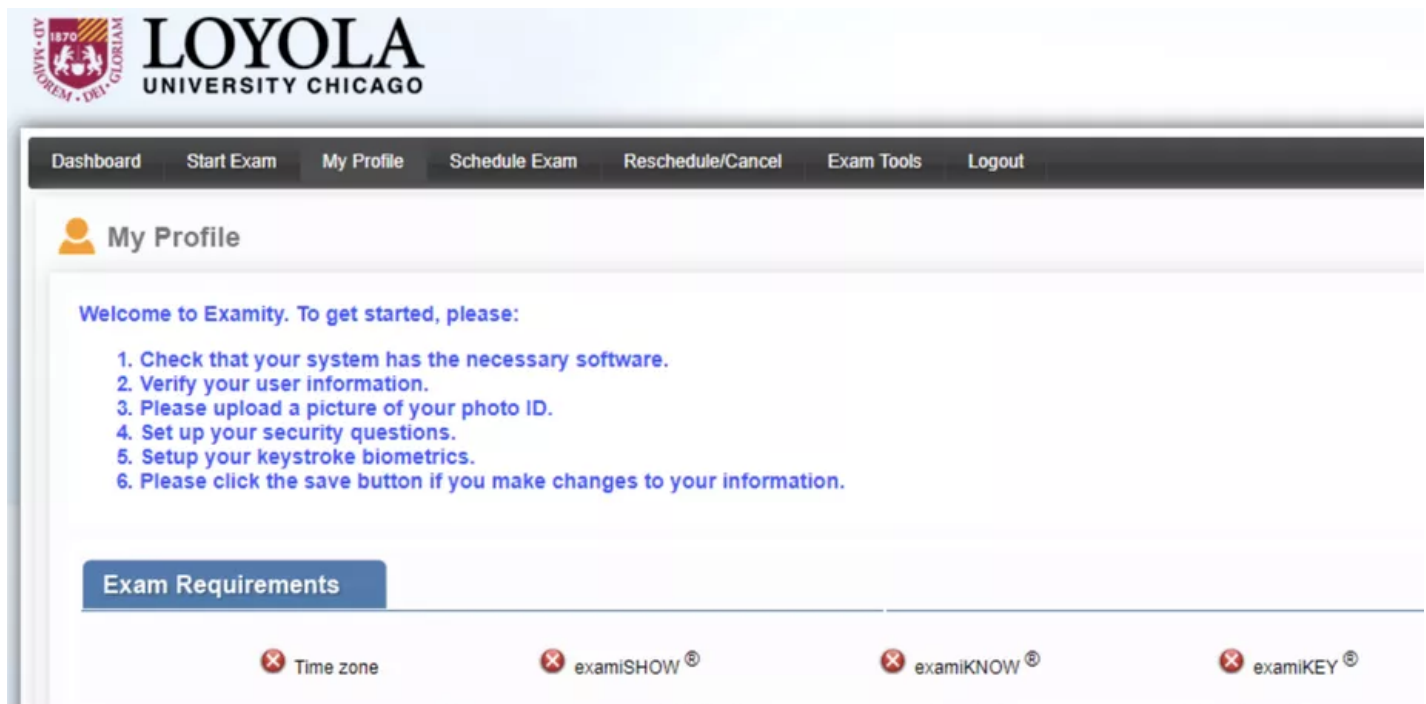 1870
AD • MAJOREM • DEI • GLORIAM
LOYOLA
UNIVERSITY CHICAGO
Dashboard Start Exam My Profile Schedule Exam Reschedule/Cancel Exam Tools Logout
My Profile
Welcome to Examity. To get started, please:
1. Check that your system has the necessary software.
2. Verify your user information.
3. Please upload a picture of your photo ID.
4. Set up your security questions.
5. Setup your keystroke biometrics.
6. Please click the save button if you make changes to your information.
Exam Requirements
Time zone examiSHOW ® examiKNOW ® examiKEY ®